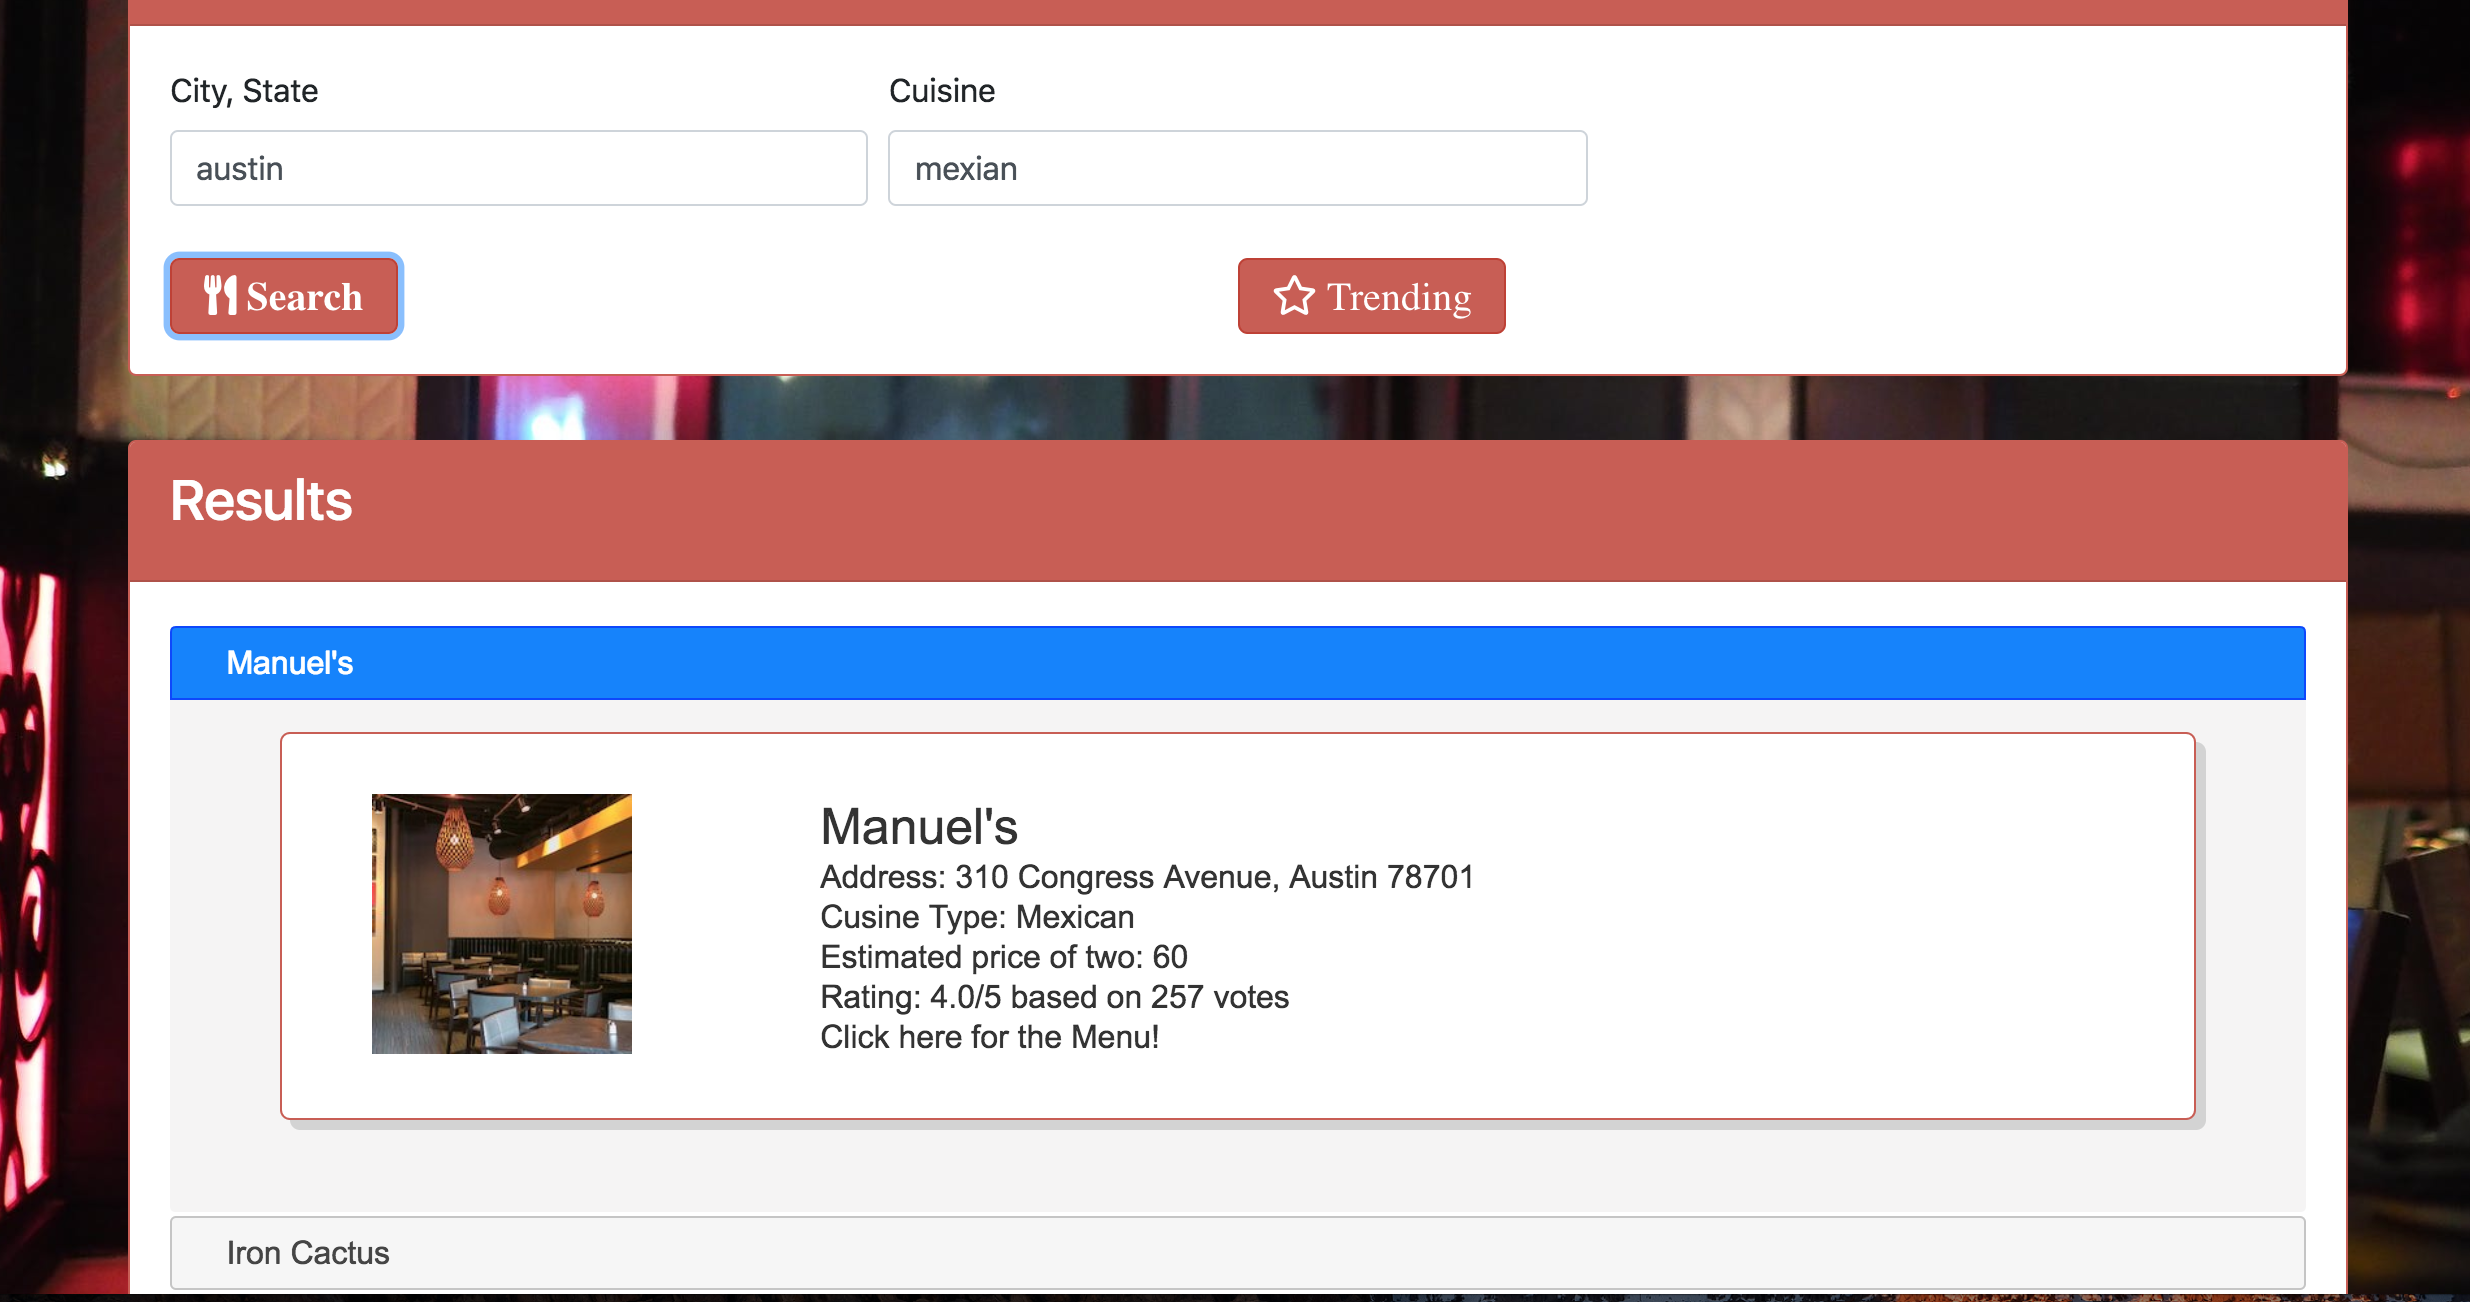 City, State
Cuisine
austin
mexian
Search
Trending
Results
Manuel's
Manuel's
Address: 310 Congress Avenue, Austin 78701
Cusine Type: Mexican
Estimated price of two: 60
Rating: 4.0/5 based on 257 votes
Click here for the Menu!
Iron Cactus